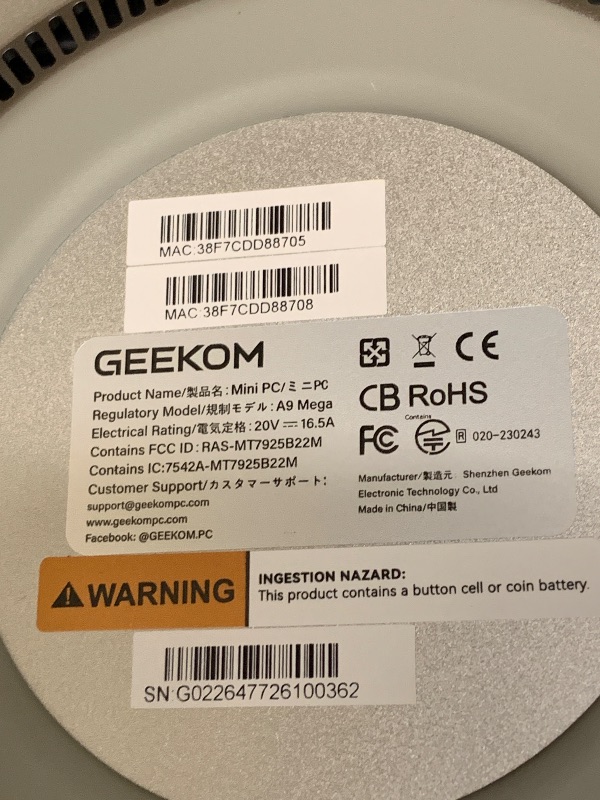 MAC:38F7CDD88705
MAC:38F7CDD88708
GEEKOM
Product Name/製品名: Mini PC/ミニPC
Regulatory Model/規制モデル: A9 Mega
Electrical Rating/電気定格: 20V⎓16.5A
Contains FCC ID: RAS-MT7925B22M
Contains IC:7542A-MT7925B22M
Customer Support/カスタマーサポート:
support@geekompc.com
www.geekompc.com
Facebook: @GEEKOM.PC
CE
CB RoHS
Contains
FC R 020-230243
Manufacturer/製造元: Shenzhen Geekom
Electronic Technology Co., Ltd
Made in China/中国製
WARNING
INGESTION NAZARD:
This product contains a button cell or coin battery.
SN:G022647726100362